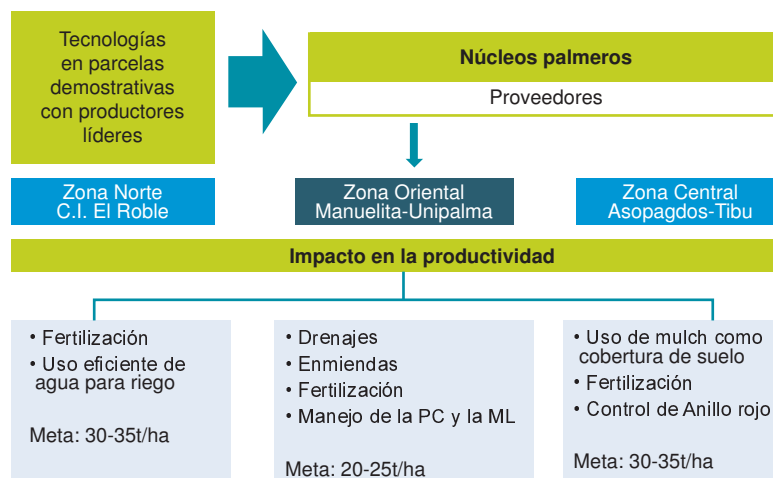 Tecnologías
en parcelas
demostrativas
con productores
líderes
Núcleos palmeros
Proveedores
Zona Norte
C.I. El Roble
Zona Oriental
Manuelita-Unipalma
Zona Central
Asopagdos-Tibu
Impacto en la productividad
• Fertilización
• Uso eficiente de
agua para riego
Meta: 30-35t/ha
• Drenajes
• Enmiendas
• Fertilización
• Manejo de la PC y la ML
Meta: 20-25t/ha
• Uso de mulch como
cobertura de suelo
• Fertilización
• Control de Anillo rojo
Meta: 30-35t/ha